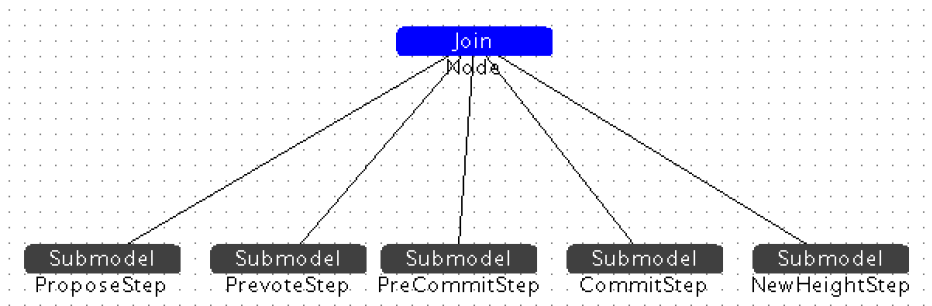 Join
Node
Submodel Submodel Submodel Submodel Submodel
ProposeStep PrevoteStep PreCommitStep CommitStep NewHeightStep